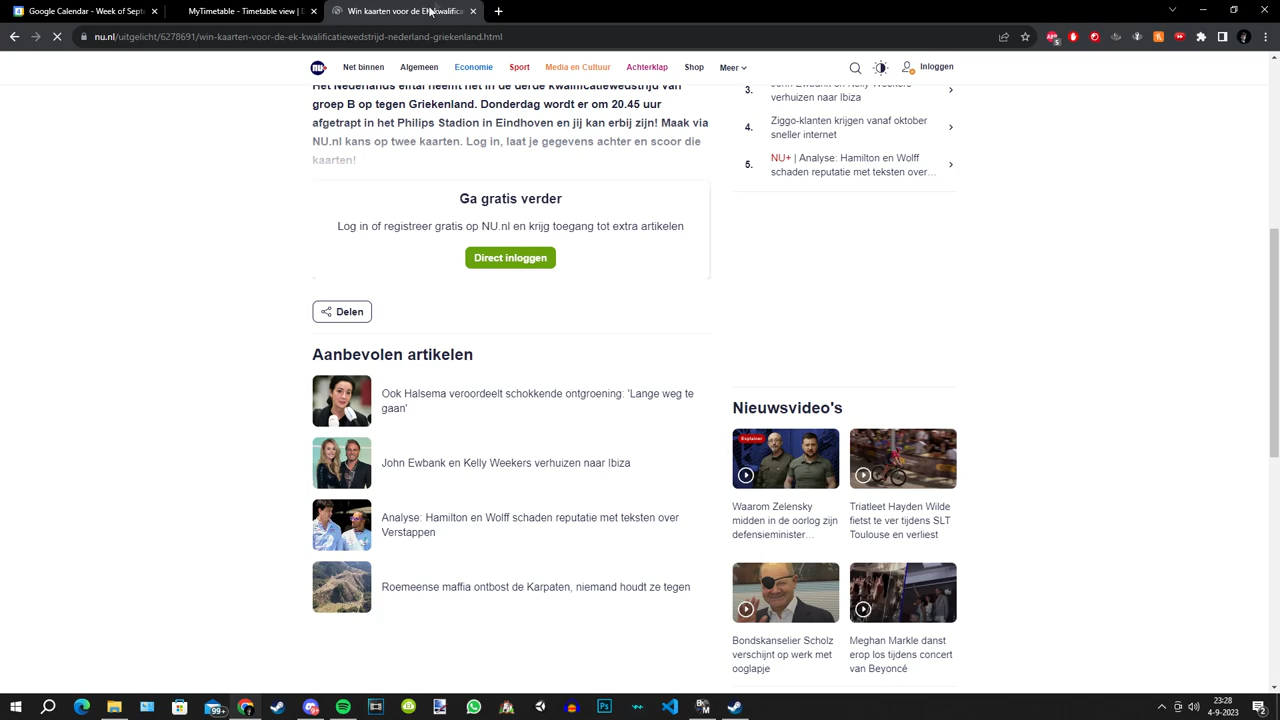 Google Calendar - Week of Septe
MyTimetable - Timetable view | D
Win kaarten voor de EK-kwalifica
nu.nl/uitgelicht/6278691/win-kaarten-voor-de-ek-kwalificatiewedstrijd-nederland-griekenland.html
nu
Net binnen
Algemeen
Economie
Sport
Media en Cultuur
Achterklap
Shop
Meer
Inloggen
Het Nederlands elftal neemt het in de derde kwalificatiewedstrijd van
groep B op tegen Griekenland. Donderdag wordt er om 20.45 uur
afgetrapt in het Philips Stadion in Eindhoven en jij kan erbij zijn! Maak via
NU.nl kans op twee kaarten. Log in, laat je gegevens achter en scoor die
kaarten!
Ga gratis verder
Log in of registreer gratis op NU.nl en krijg toegang tot extra artikelen
Direct inloggen
Delen
Aanbevolen artikelen
Ook Halsema veroordeelt schokkende ontgroening: 'Lange weg te
gaan'
John Ewbank en Kelly Weekers verhuizen naar Ibiza
Analyse: Hamilton en Wolff schaden reputatie met teksten over
Verstappen
Roemeense maffia ontbost de Karpaten, niemand houdt ze tegen
3. John Ewbank en Kelly Weekers
verhuizen naar Ibiza
4. Ziggo-klanten krijgen vanaf oktober
sneller internet
5. NU+ | Analyse: Hamilton en Wolff
schaden reputatie met teksten over…
Nieuwsvideo's
Explainer
Waarom Zelensky
midden in de oorlog zijn
defensieminister…
Triatleet Hayden Wilde
fietst te ver tijdens SLT
Toulouse en verliest
Bondskanselier Scholz
verschijnt op werk met
ooglapje
Meghan Markle danst
erop los tijdens concert
van Beyoncé
99+
Ps
23:28
4-9-2023